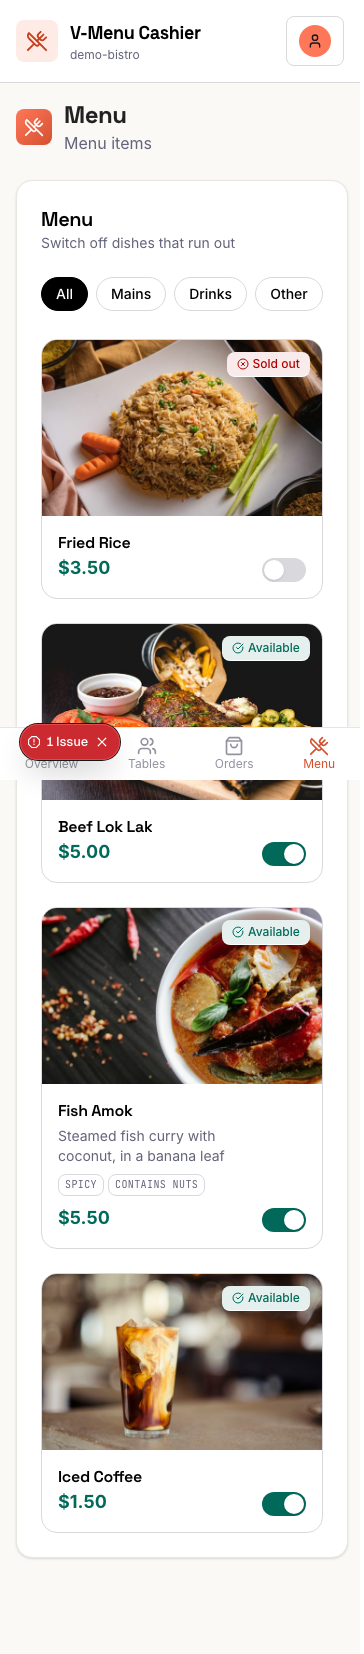 V-Menu Cashier
demo-bistro
Menu
Menu items
Menu
Switch off dishes that run out
All
Mains
Drinks
Other
Sold out
Fried Rice
$3.50
Available
1 Issue
Overview
Tables
Orders
Menu
Beef Lok Lak
$5.00
Available
Fish Amok
Steamed fish curry with
coconut, in a banana leaf
SPICY
CONTAINS NUTS
$5.50
Available
Iced Coffee
$1.50